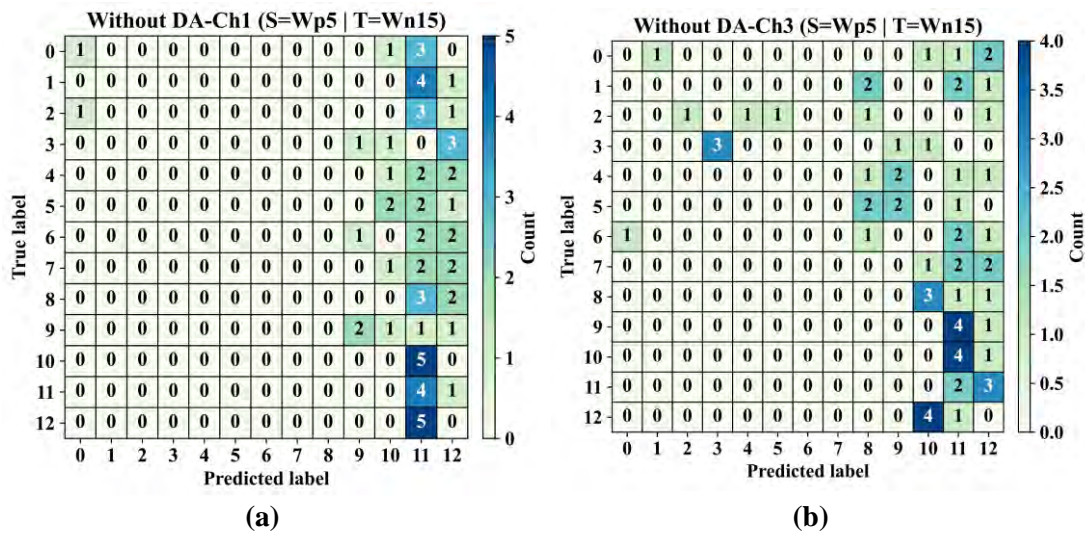 Without DA-Ch1 (S=Wp5 | T=Wn15)
True label
0 1 0 0 0 0 0 0 0 0 0 1 3 0
1 0 0 0 0 0 0 0 0 0 0 0 4 1
2 1 0 0 0 0 0 0 0 0 0 0 3 1
3 0 0 0 0 0 0 0 0 0 1 1 0 3
4 0 0 0 0 0 0 0 0 0 0 1 2 2
5 0 0 0 0 0 0 0 0 0 0 2 2 1
6 0 0 0 0 0 0 0 0 0 1 0 2 2
7 0 0 0 0 0 0 0 0 0 0 1 2 2
8 0 0 0 0 0 0 0 0 0 0 0 3 2
9 0 0 0 0 0 0 0 0 0 2 1 1 1
10 0 0 0 0 0 0 0 0 0 0 0 5 0
11 0 0 0 0 0 0 0 0 0 0 0 4 1
12 0 0 0 0 0 0 0 0 0 0 0 5 0
0 1 2 3 4 5 6 7 8 9 10 11 12
Predicted label
5
4
3
2
1
0
Count
(a)
Without DA-Ch3 (S=Wp5 | T=Wn15)
True label
0 0 1 0 0 0 0 0 0 0 0 1 1 2
1 0 0 0 0 0 0 0 0 2 0 0 2 1
2 0 0 1 0 1 1 0 0 1 0 0 0 1
3 0 0 0 3 0 0 0 0 0 1 1 0 0
4 0 0 0 0 0 0 0 0 1 2 0 1 1
5 0 0 0 0 0 0 0 0 2 2 0 1 0
6 1 0 0 0 0 0 0 0 1 0 0 2 1
7 0 0 0 0 0 0 0 0 0 0 1 2 2
8 0 0 0 0 0 0 0 0 0 0 3 1 1
9 0 0 0 0 0 0 0 0 0 0 0 4 1
10 0 0 0 0 0 0 0 0 0 0 0 4 1
11 0 0 0 0 0 0 0 0 0 0 0 2 3
12 0 0 0 0 0 0 0 0 0 0 4 1 0
0 1 2 3 4 5 6 7 8 9 10 11 12
Predicted label
4.0
3.5
3.0
2.5
2.0
1.5
1.0
0.5
0.0
Count
(b)